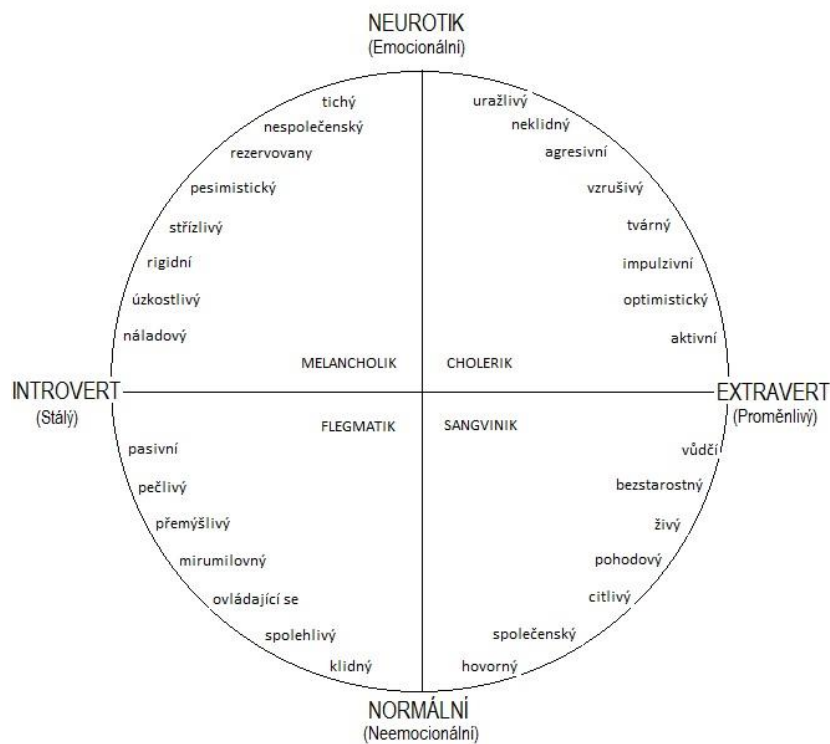 NEUROTIK
(Emocionální)
tichý
nespolečenský
rezervovany
pesimistický
střízlivý
rigidní
úzkostlivý
náladový
uražlivý
neklidný
agresivní
vzrušivý
tvárný
impulzivní
optimistický
aktivní
MELANCHOLIK
CHOLERIK
INTROVERT
(Stálý)
EXTRAVERT
(Proměnlivý)
FLEGMATIK
SANGVINIK
pasivní
pečlivý
přemýšlivý
mirumilovný
ovládající se
spolehlivý
klidný
vůdčí
bezstarostný
živý
pohodový
citlivý
společenský
hovorný
NORMÁLNÍ
(Neemocionální)